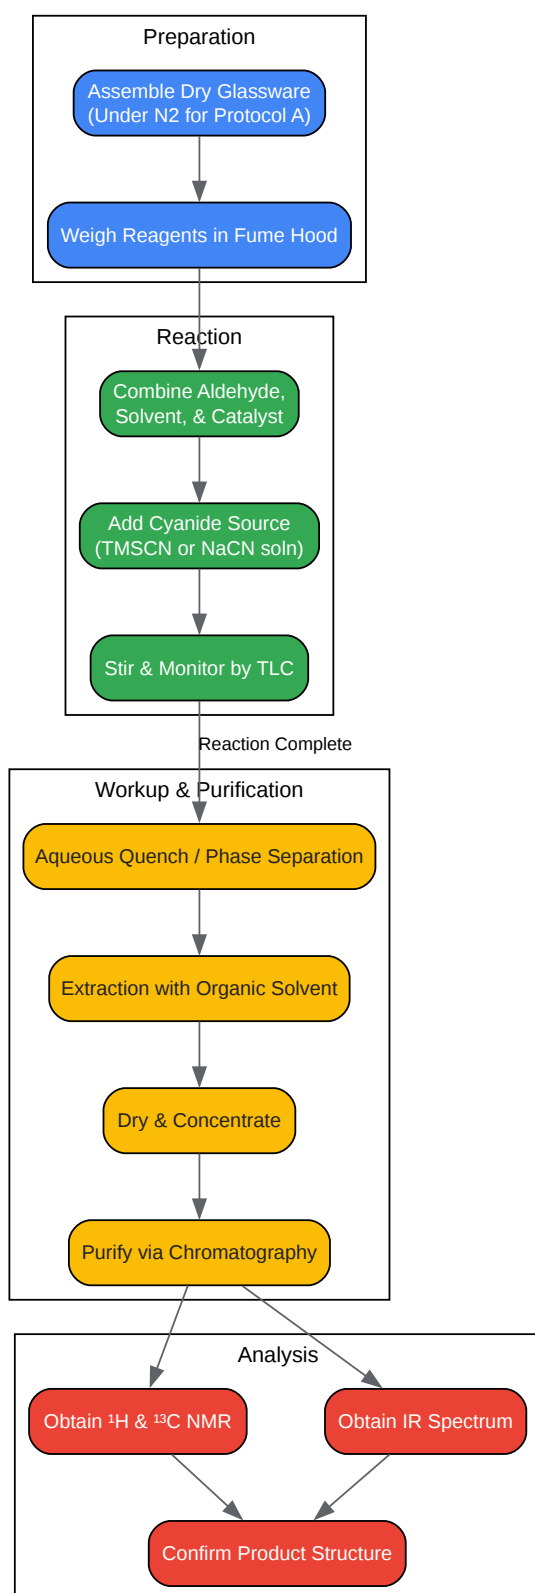 Preparation
Assemble Dry Glassware
(Under N2 for Protocol A)
Weigh Reagents in Fume Hood
Reaction
Combine Aldehyde,
Solvent, & Catalyst
Add Cyanide Source
(TMSCN or NaCN soln)
Stir & Monitor by TLC
Reaction Complete
Workup & Purification
Aqueous Quench / Phase Separation
Extraction with Organic Solvent
Dry & Concentrate
Purify via Chromatography
Analysis
Obtain ¹H & ¹³C NMR
Obtain IR Spectrum
Confirm Product Structure